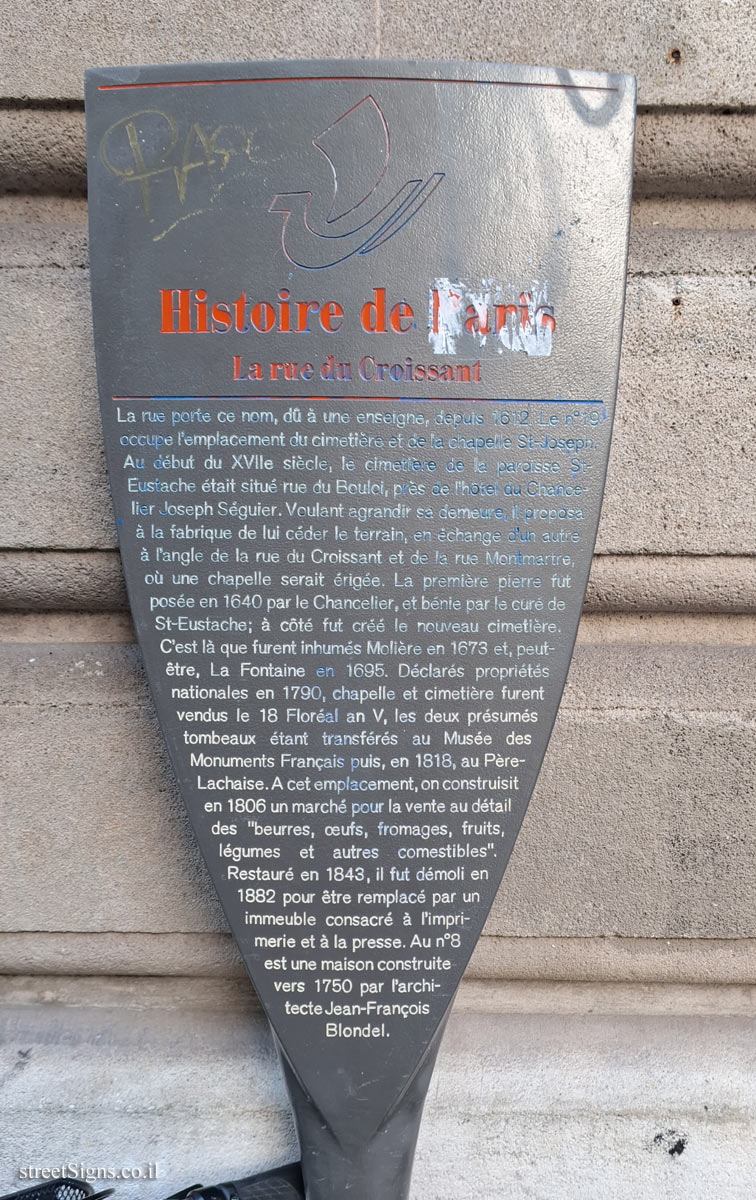 Histoire de Paris
La rue du Croissant
La rue porte ce nom, dû à une enseigne, depuis 1612. Le n°19
occupe l'emplacement du cimetière et de la chapelle St-Joseph.
Au début du XVIIe siècle, le cimetière de la paroisse St-
Eustache était situé rue du Bouloi, près de l'hôtel du Chance-
lier Joseph Séguier. Voulant agrandir sa demeure, il proposa
à la fabrique de lui céder le terrain, en échange d'un autre
à l'angle de la rue du Croissant et de la rue Montmartre,
où une chapelle serait érigée. La première pierre fut
posée en 1640 par le Chancelier, et bénie par le curé de
St-Eustache; à côté fut créé le nouveau cimetière.
C'est là que furent inhumés Molière en 1673 et, peut-
être, La Fontaine en 1695. Déclarés propriétés
nationales en 1790, chapelle et cimetière furent
vendus le 18 Floréal an V, les deux présumés
tombeaux étant transférés au Musée des
Monuments Français puis, en 1818, au Père-
Lachaise. A cet emplacement, on construisit
en 1806 un marché pour la vente au détail
des "beurres, œufs, fromages, fruits,
légumes et autres comestibles".
Restauré en 1843, il fut démoli en
1882 pour être remplacé par un
immeuble consacré à l'impri-
merie et à la presse. Au n°8
est une maison construite
vers 1750 par l'archi-
tecte Jean-François
Blondel.
streetSigns.co.il